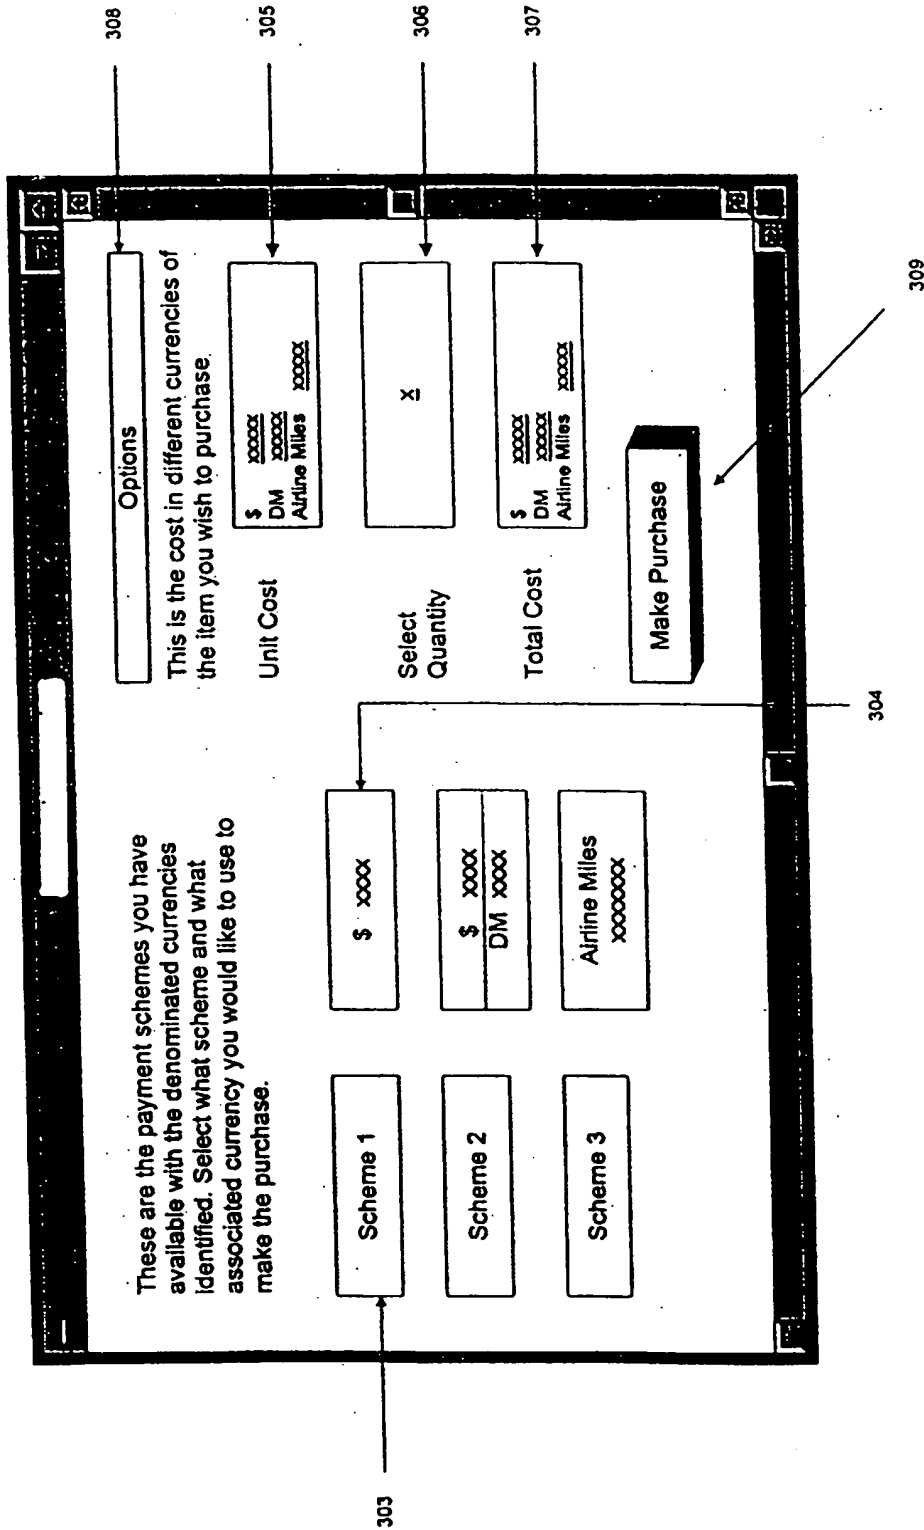 308
305
306
307
Options
This is the cost in different currencies of
the item you wish to purchase.
Unit Cost
$ xxxxx
DM xxxxx
Airline Miles xxxxx
Select
Quantity
x
Total Cost
$ xxxxx
DM xxxxx
Airline Miles xxxxx
Make Purchase
309
These are the payment schemes you have
available with the denominated currencies
identified. Select what scheme and what
associated currency you would like to use to
make the purchase.
Scheme 1
$ xxxx
Scheme 2
$ xxxx
DM xxxx
Scheme 3
Airline Miles
xxxxxxx
304
303